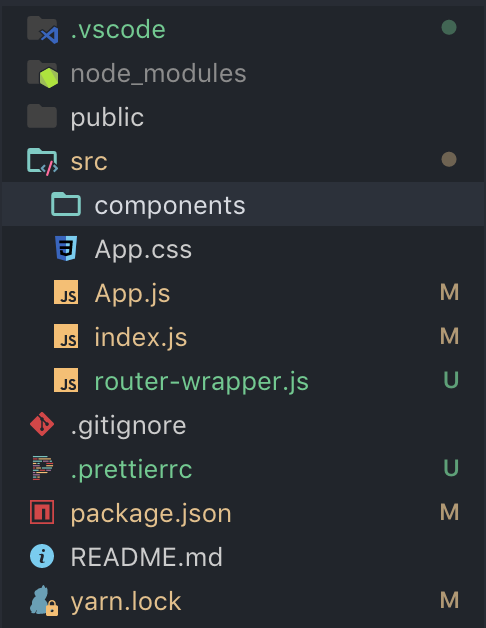 .vscode
node_modules
public
src
components
App.css
JS App.js M
JS index.js M
JS router-wrapper.js U
.gitignore
.prettierrc U
package.json M
README.md
yarn.lock M